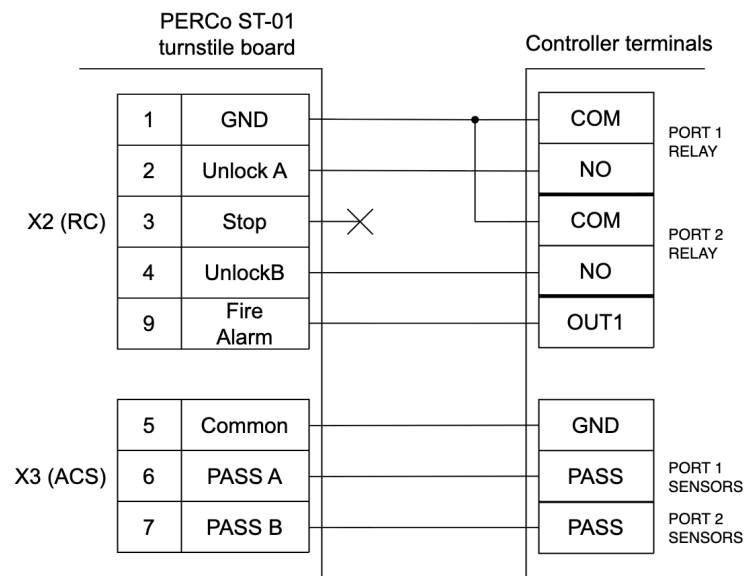 PERCo ST-01
turnstile board
Controller terminals
X2 (RC)
1 GND
2 Unlock A
3 Stop
4 UnlockB
9 Fire
Alarm
COM
NO
PORT 1
RELAY
COM
NO
PORT 2
RELAY
OUT1
X3 (ACS)
5 Common
6 PASS A
7 PASS B
GND
PASS
PORT 1
SENSORS
PASS
PORT 2
SENSORS